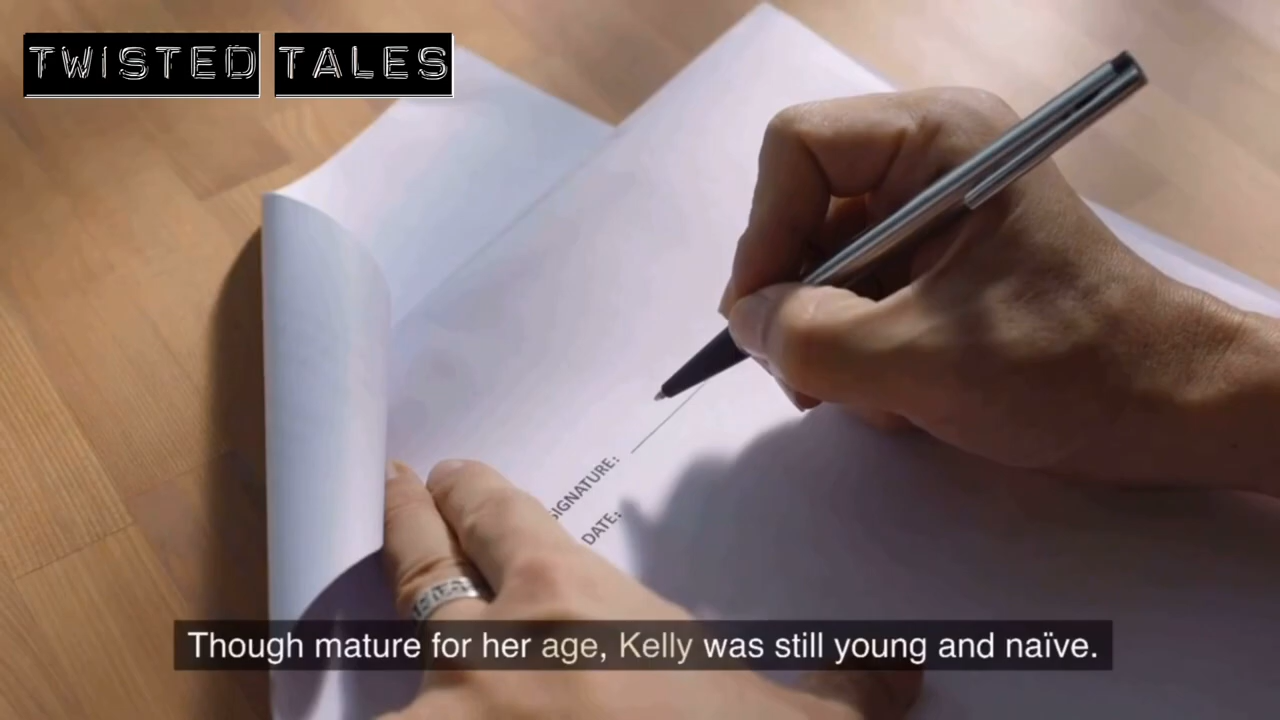 TWISTED TALES
SIGNATURE:
DATE:
Though mature for her age, Kelly was still young and naïve.